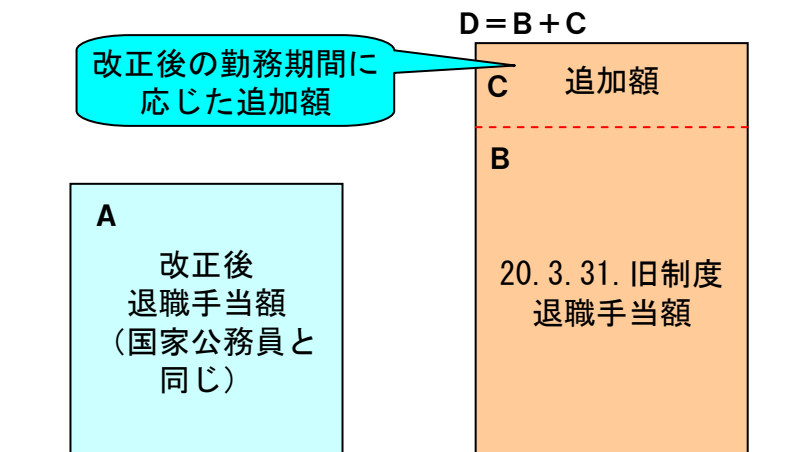 D=B+C
改正後の勤務期間に
応じた追加額
C
追加額
B
A
改正後
退職手当額
(国家公務員と
同じ)
20.3.31.旧制度
退職手当額